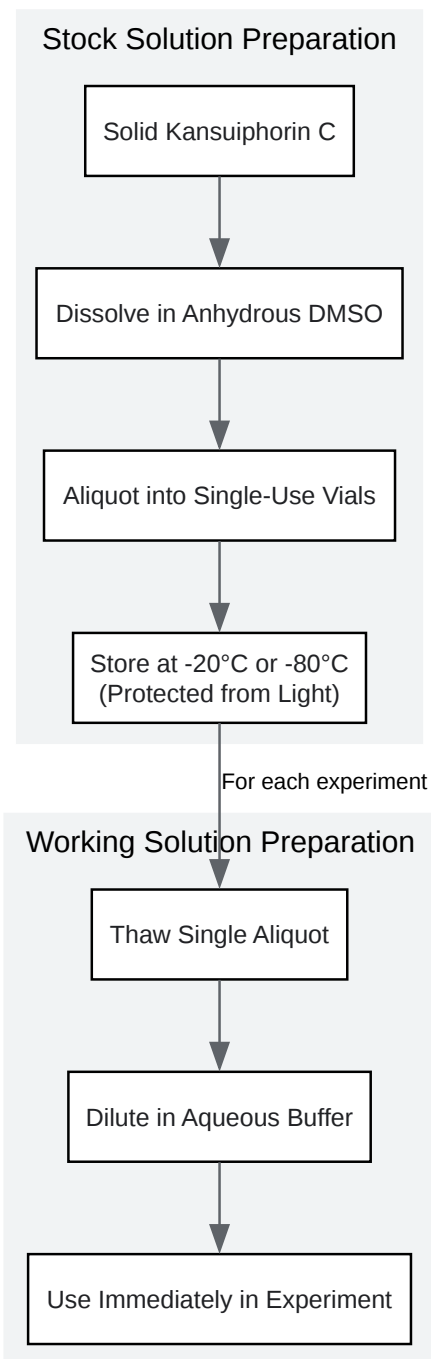 Stock Solution Preparation
Solid Kansuiphorin C
Dissolve in Anhydrous DMSO
Aliquot into Single-Use Vials
Store at -20°C or -80°C
(Protected from Light)
For each experiment
Working Solution Preparation
Thaw Single Aliquot
Dilute in Aqueous Buffer
Use Immediately in Experiment